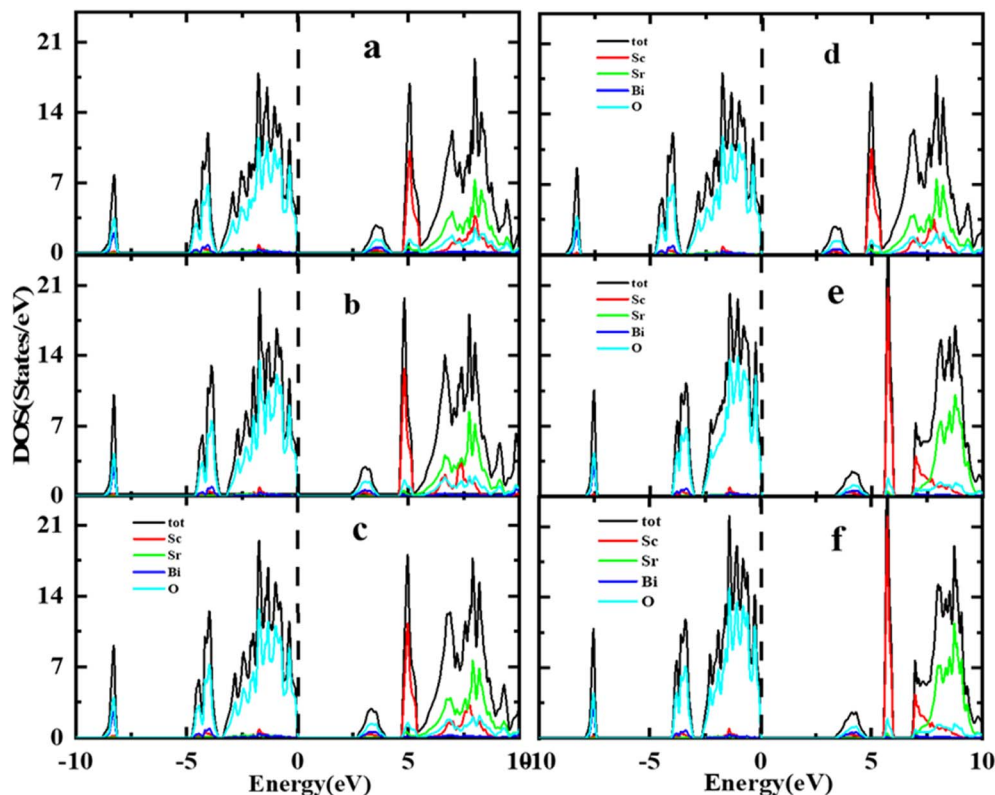 DOS(States/eV)
21
14
7
0
a
21
14
7
0
b
21
14
7
0
tot
Sc
Sr
Bi
O
c
-10
-5
0
5
10
Energy(eV)
tot
Sc
Sr
Bi
O
d
tot
Sc
Sr
Bi
O
e
tot
Sc
Sr
Bi
O
f
-10
-5
0
5
10
Energy(eV)